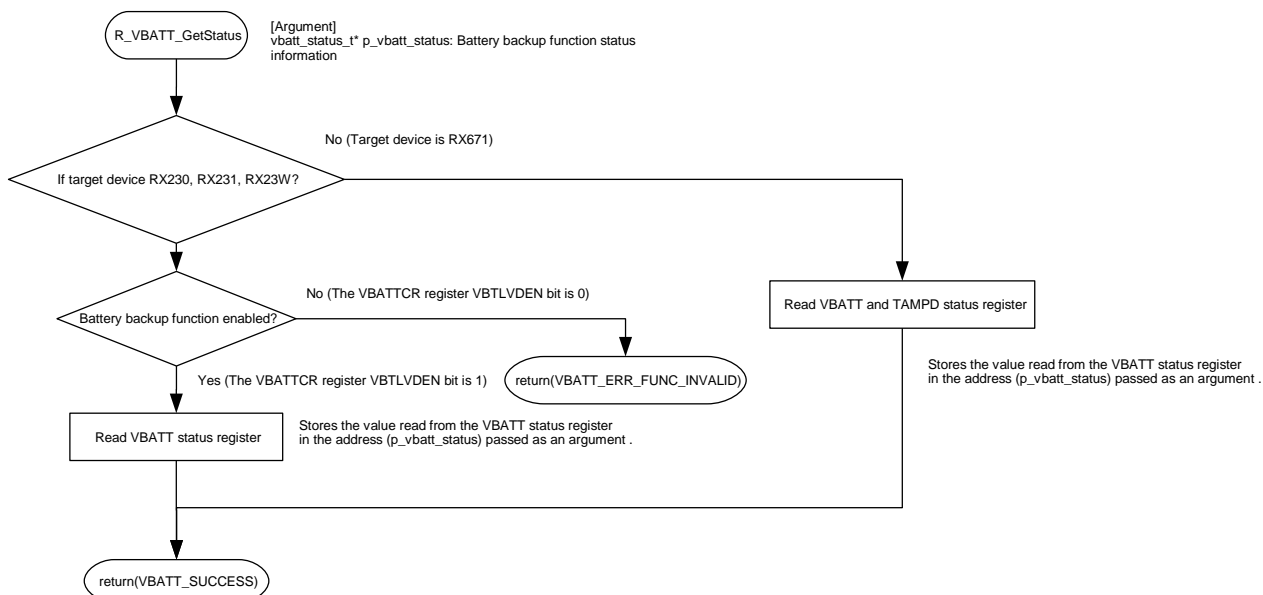 R_VBATT_GetStatus
[Argument]
vbatt_status_t* p_vbatt_status: Battery backup function status
information
No (Target device is RX671)
If target device RX230, RX231, RX23W?
No (The VBATTCR register VBTLVDEN bit is 0)
Read VBATT and TAMPD status register
Battery backup function enabled?
Yes (The VBATTCR register VBTLVDEN bit is 1)
return(VBATT_ERR_FUNC_INVALID)
Stores the value read from the VBATT status register
in the address (p_vbatt_status) passed as an argument .
Read VBATT status register
Stores the value read from the VBATT status register
in the address (p_vbatt_status) passed as an argument .
return(VBATT_SUCCESS)